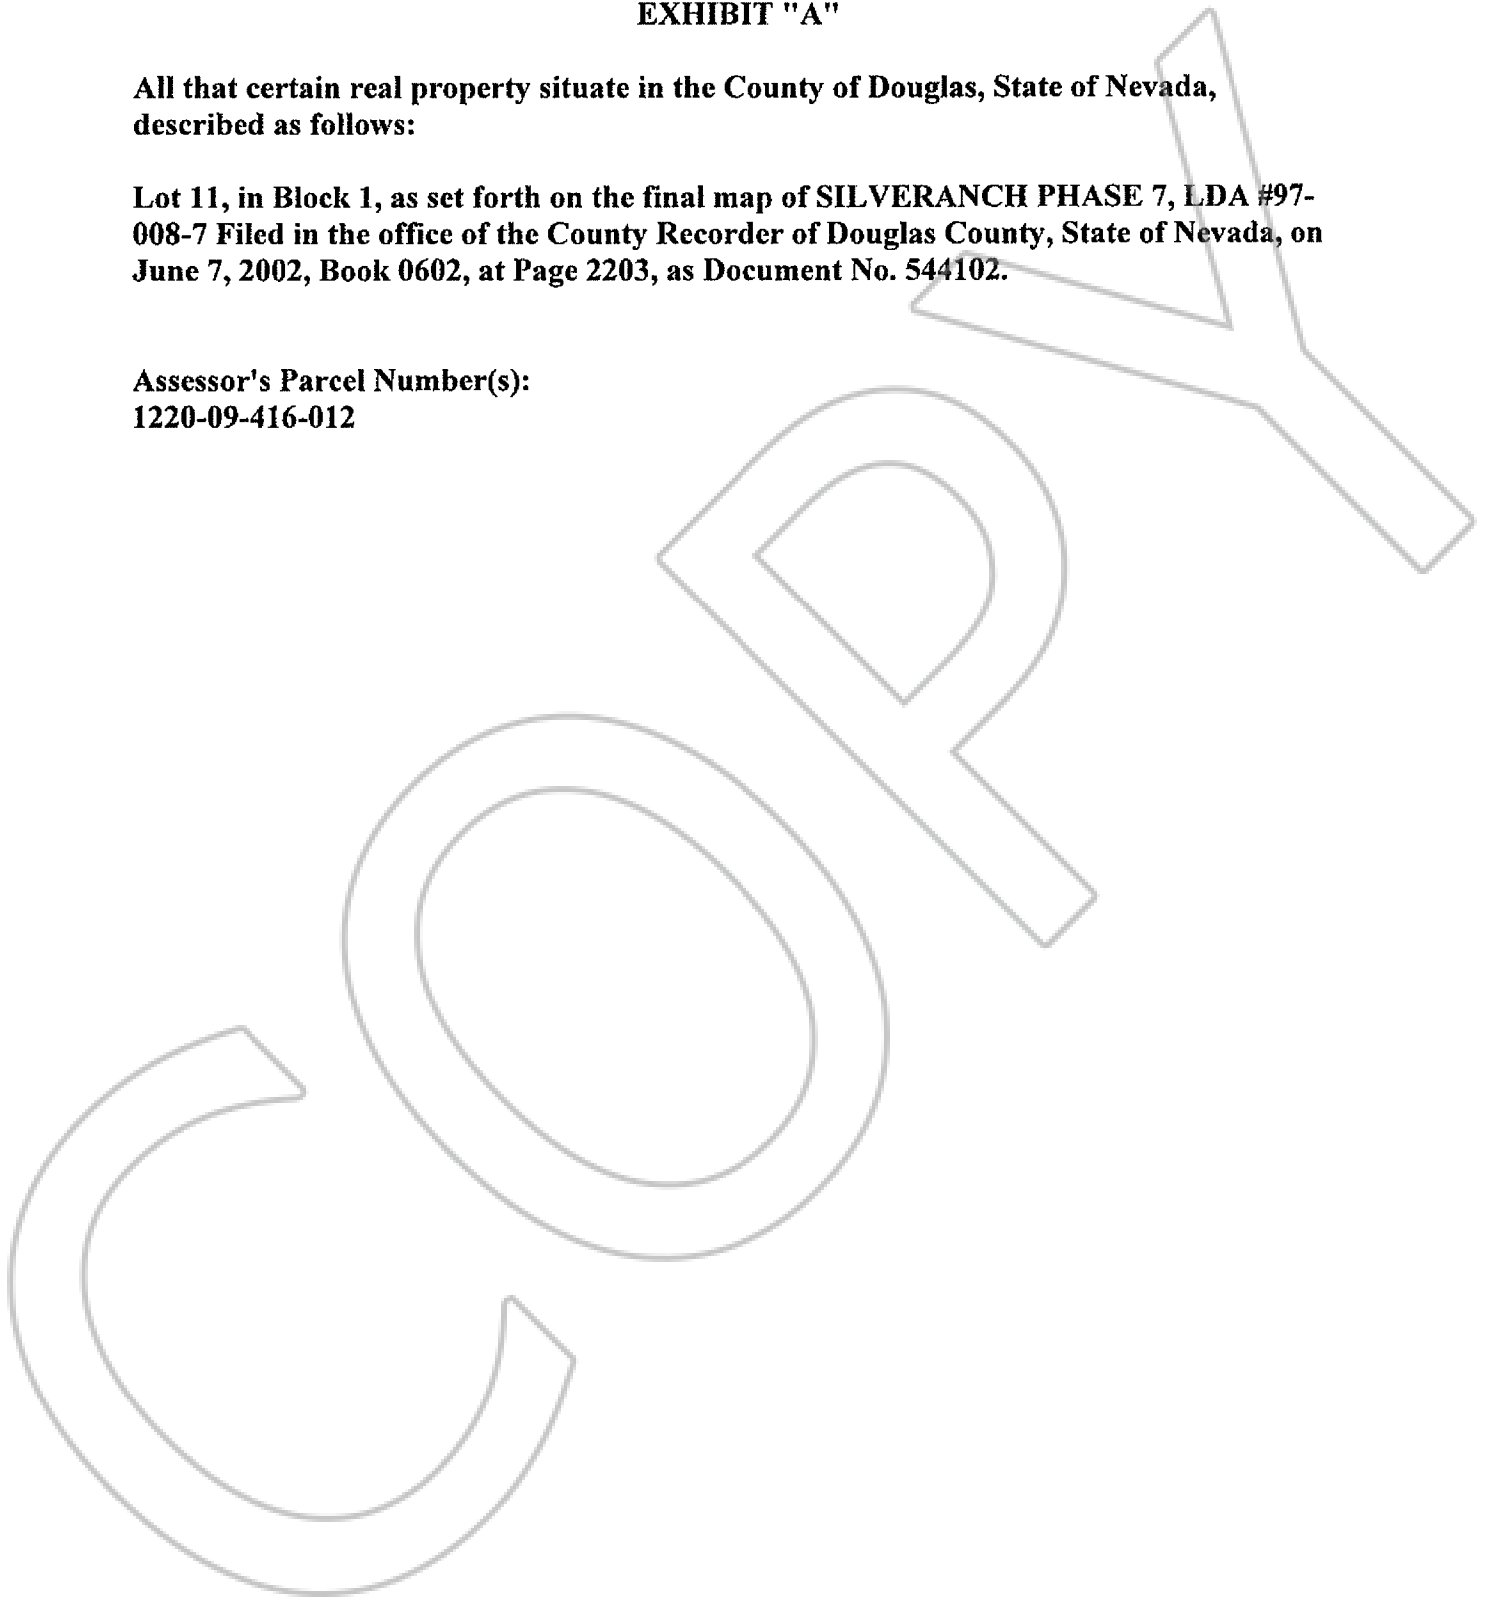 EXHIBIT "A"
All that certain real property situate in the County of Douglas, State of Nevada,
described as follows:
Lot 11, in Block 1, as set forth on the final map of SILVERANCH PHASE 7, LDA #97-
008-7 Filed in the office of the County Recorder of Douglas County, State of Nevada, on
June 7, 2002, Book 0602, at Page 2203, as Document No. 544102.
Assessor's Parcel Number(s):
1220-09-416-012
COPY